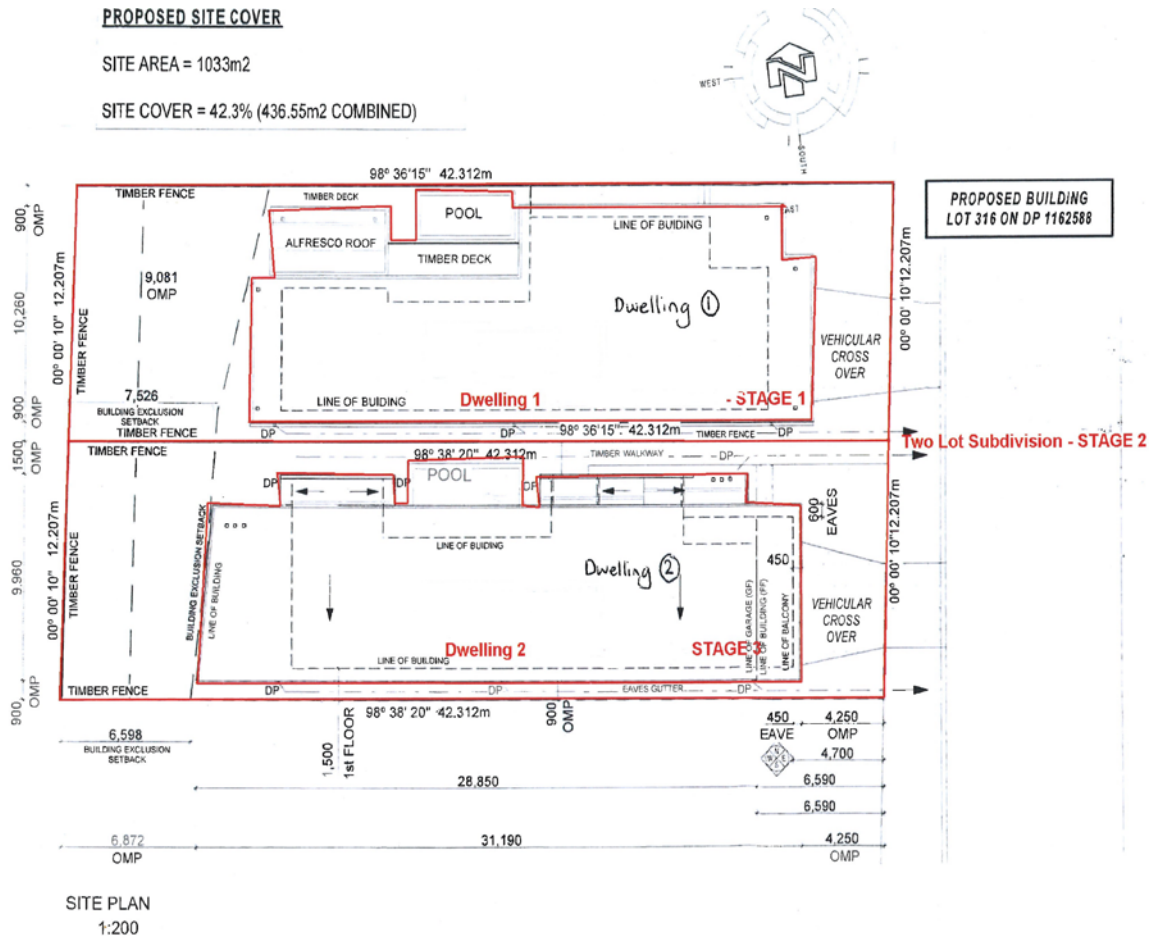 PROPOSED SITE COVER
SITE AREA = 1033m2
SITE COVER = 42.3% (436.55m2 COMBINED)
WEST
SOUTH
98° 36'15" 42.312m
TIMBER FENCE
TIMBER DECK
POOL
ALFRESCO ROOF
TIMBER DECK
LINE OF BUIDING
PROPOSED BUILDING
LOT 316 ON DP 1162588
900
OMP
10,260
900
OMP
00° 00' 10" 12.207m
TIMBER FENCE
9,081
OMP
Dwelling ①
00° 00' 10"12.207m
VEHICULAR
CROSS
OVER
7,526
BUILDING EXCLUSION
SETBACK
LINE OF BUIDING
Dwelling 1
- STAGE 1
TIMBER FENCE
DP
DP
98° 36'15" 42.312m
TIMBER FENCE
DP
Two Lot Subdivision - STAGE 2
1500
OMP
TIMBER FENCE
98° 38' 20" 42.312m
TIMBER WALKWAY
DP
DP
DP
POOL
DP
600
EAVES
9,960
00° 00' 10" 12.207m
TIMBER FENCE
BUILDING EXCLUSION SETBACK
LINE OF BUILDING
LINE OF BUIDING
Dwelling ②
450
00° 00' 10"12.207m
VEHICULAR
CROSS
OVER
LINE OF GARAGE (GF)
LINE OF BUILDING (FF)
LINE OF BALCONY
Dwelling 2
STAGE 3
LINE OF BUILDING
900
OMP
TIMBER FENCE
DP
DP
EAVES GUTTER
DP
98° 38' 20" 42.312m
900
OMP
1,500
1st FLOOR
6,598
BUILDING EXCLUSION
SETBACK
450
EAVE
4,250
OMP
4,700
28,850
6,590
6,590
6,872
OMP
31,190
4,250
OMP
SITE PLAN
1:200